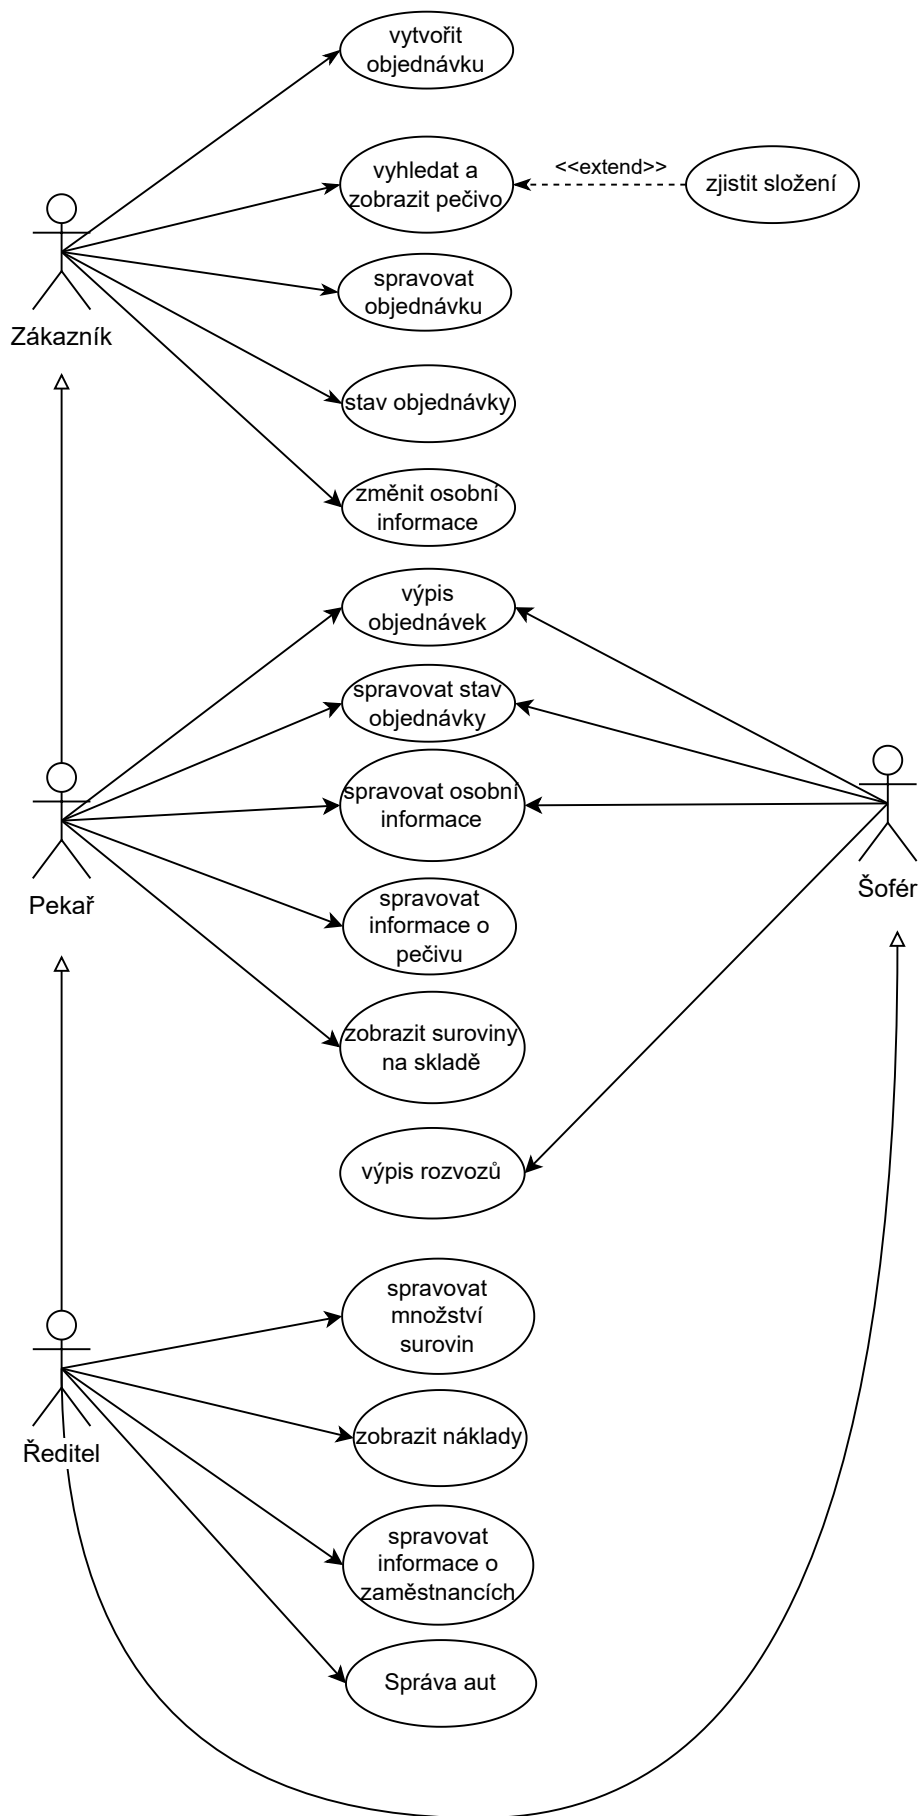 vytvořit
objednávku
vyhledat a
zobrazit pečivo
<<extend>>
zjistit složení
Zákazník
spravovat
objednávku
stav objednávky
změnit osobní
informace
výpis
objednávek
spravovat stav
objednávky
spravovat osobní
informace
Pekař
Šofér
spravovat
informace o
pečivu
zobrazit suroviny
na skladě
výpis rozvozů
spravovat
množství
surovin
Ředitel
zobrazit náklady
spravovat
informace o
zaměstnancích
Správa aut